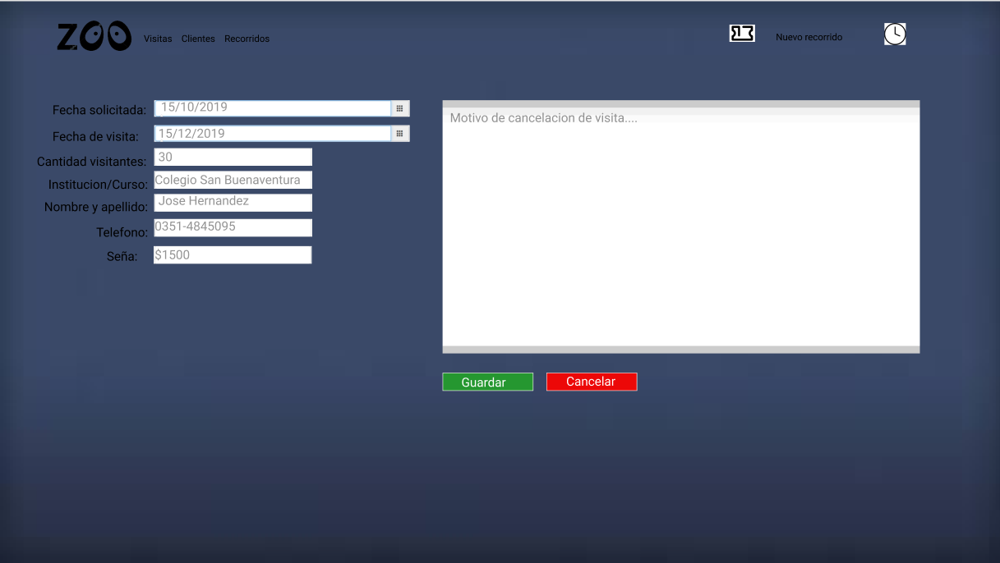 ZOO Visitas Clientes Recorridos Nuevo recorrido
Fecha solicitada: 15/10/2019
Fecha de visita: 15/12/2019
Cantidad visitantes: 30
Institucion/Curso: Colegio San Buenaventura
Nombre y apellido: Jose Hernandez
Telefono: 0351-4845095
Seña: $1500
Motivo de cancelacion de visita....
Guardar Cancelar